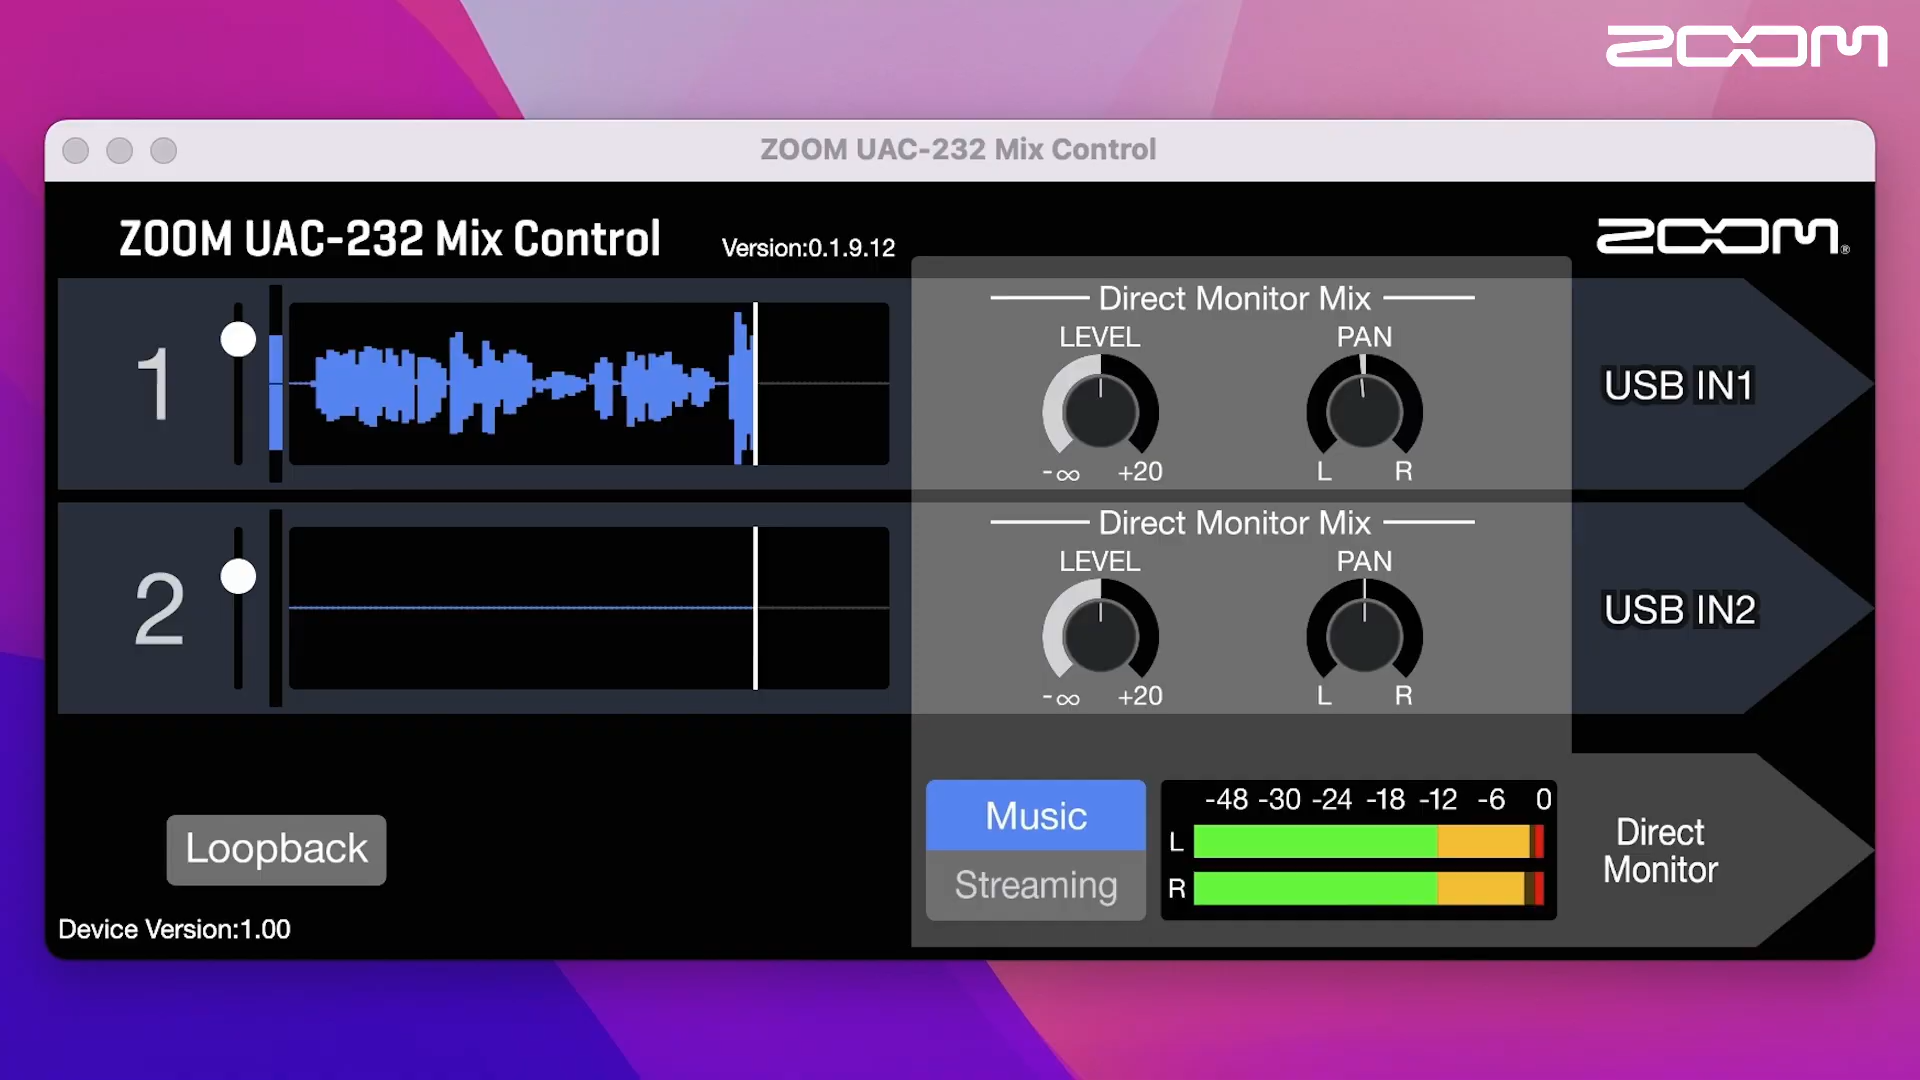 ZOOM
ZOOM UAC-232 Mix Control
ZOOM UAC-232 Mix Control
Version:0.1.9.12
ZOOM®
1
Direct Monitor Mix
LEVEL
PAN
-∞ +20
L R
USB IN1
2
Direct Monitor Mix
LEVEL
PAN
-∞ +20
L R
USB IN2
Loopback
Music
Streaming
-48 -30 -24 -18 -12 -6 0
L
R
Direct
Monitor
Device Version:1.00